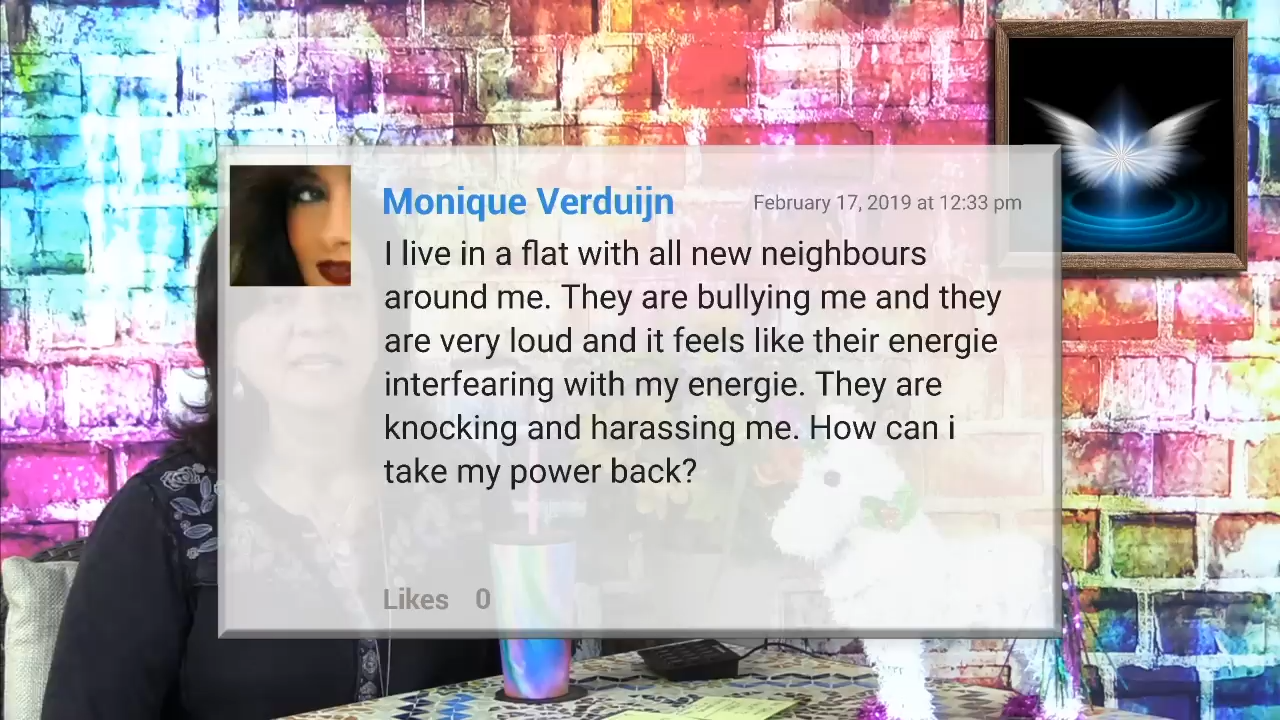 Monique Verduijn
February 17, 2019 at 12:33 pm
I live in a flat with all new neighbours
around me. They are bullying me and they
are very loud and it feels like their energie
interfearing with my energie. They are
knocking and harassing me. How can i
take my power back?
Likes 0